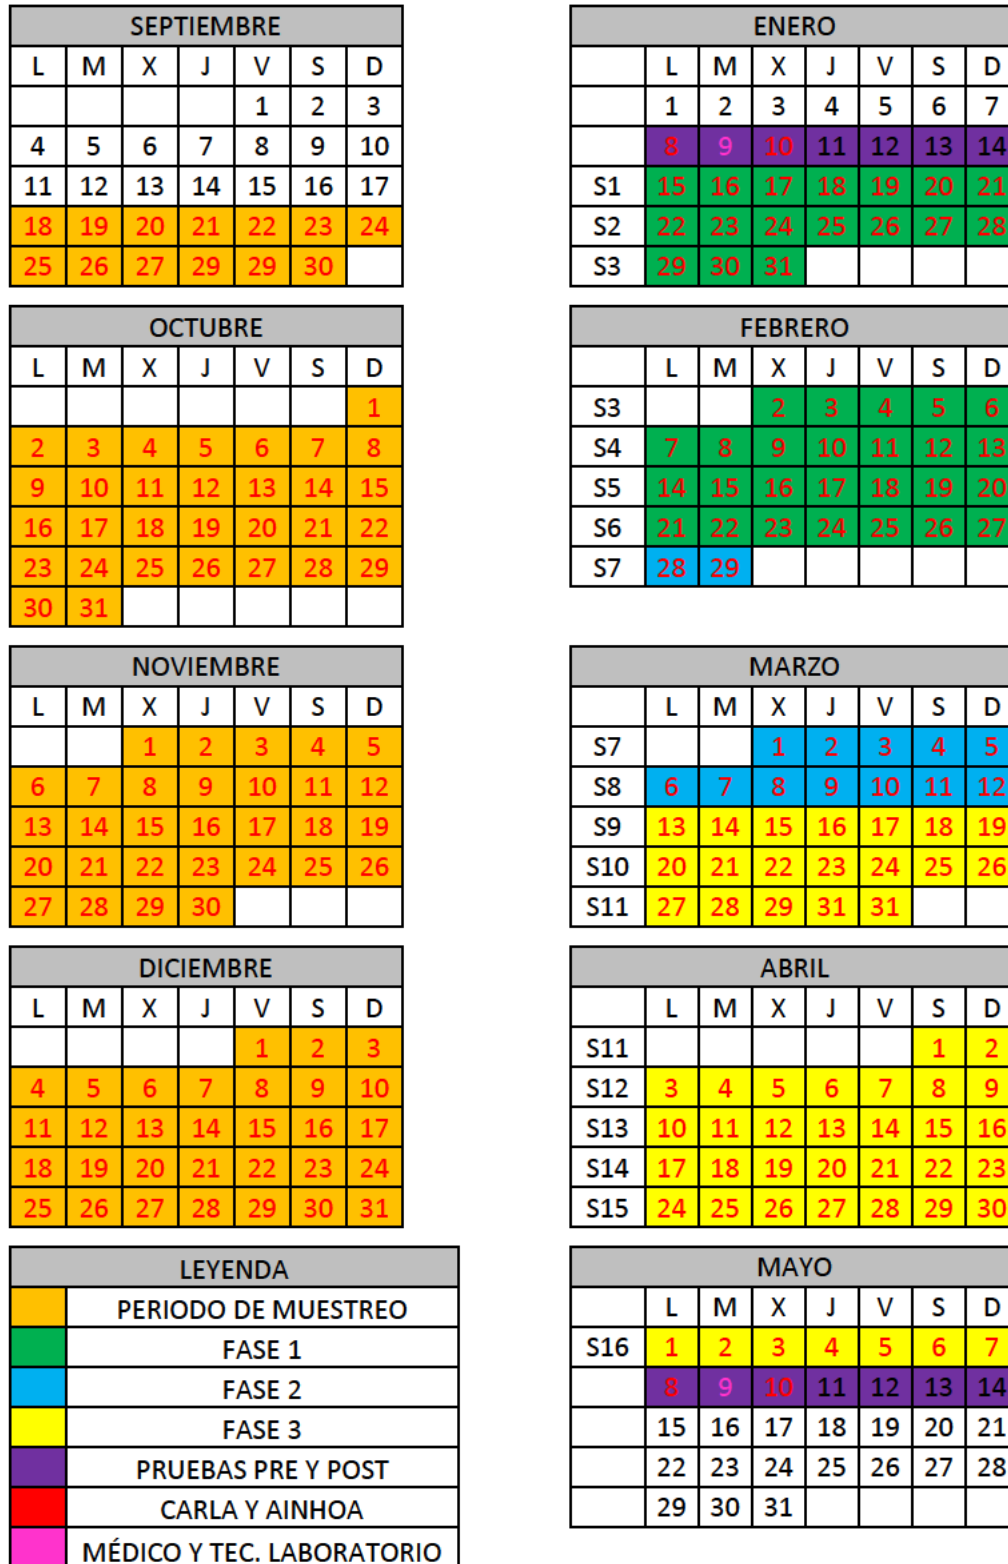 SEPTIEMBRE
L M X J V S D
1 2 3
4 5 6 7 8 9 10
11 12 13 14 15 16 17
18 19 20 21 22 23 24
25 26 27 29 29 30
OCTUBRE
L M X J V S D
1
2 3 4 5 6 7 8
9 10 11 12 13 14 15
16 17 18 19 20 21 22
23 24 25 26 27 28 29
30 31
NOVIEMBRE
L M X J V S D
1 2 3 4 5
6 7 8 9 10 11 12
13 14 15 16 17 18 19
20 21 22 23 24 25 26
27 28 29 30
DICIEMBRE
L M X J V S D
1 2 3
4 5 6 7 8 9 10
11 12 13 14 15 16 17
18 19 20 21 22 23 24
25 26 27 28 29 30 31
LEYENDA
PERIODO DE MUESTREO
FASE 1
FASE 2
FASE 3
PRUEBAS PRE Y POST
CARLA Y AINHOA
MÉDICO Y TEC. LABORATORIO
ENERO
L M X J V S D
1 2 3 4 5 6 7
8 9 10 11 12 13 14
S1 15 16 17 18 19 20 21
S2 22 23 24 25 26 27 28
S3 29 30 31
FEBRERO
L M X J V S D
S3 2 3 4 5 6
S4 7 8 9 10 11 12 13
S5 14 15 16 17 18 19 20
S6 21 22 23 24 25 26 27
S7 28 29
MARZO
L M X J V S D
S7 1 2 3 4 5
S8 6 7 8 9 10 11 12
S9 13 14 15 16 17 18 19
S10 20 21 22 23 24 25 26
S11 27 28 29 31 31
ABRIL
L M X J V S D
S11 1 2
S12 3 4 5 6 7 8 9
S13 10 11 12 13 14 15 16
S14 17 18 19 20 21 22 23
S15 24 25 26 27 28 29 30
MAYO
L M X J V S D
S16 1 2 3 4 5 6 7
8 9 10 11 12 13 14
15 16 17 18 19 20 21
22 23 24 25 26 27 28
29 30 31